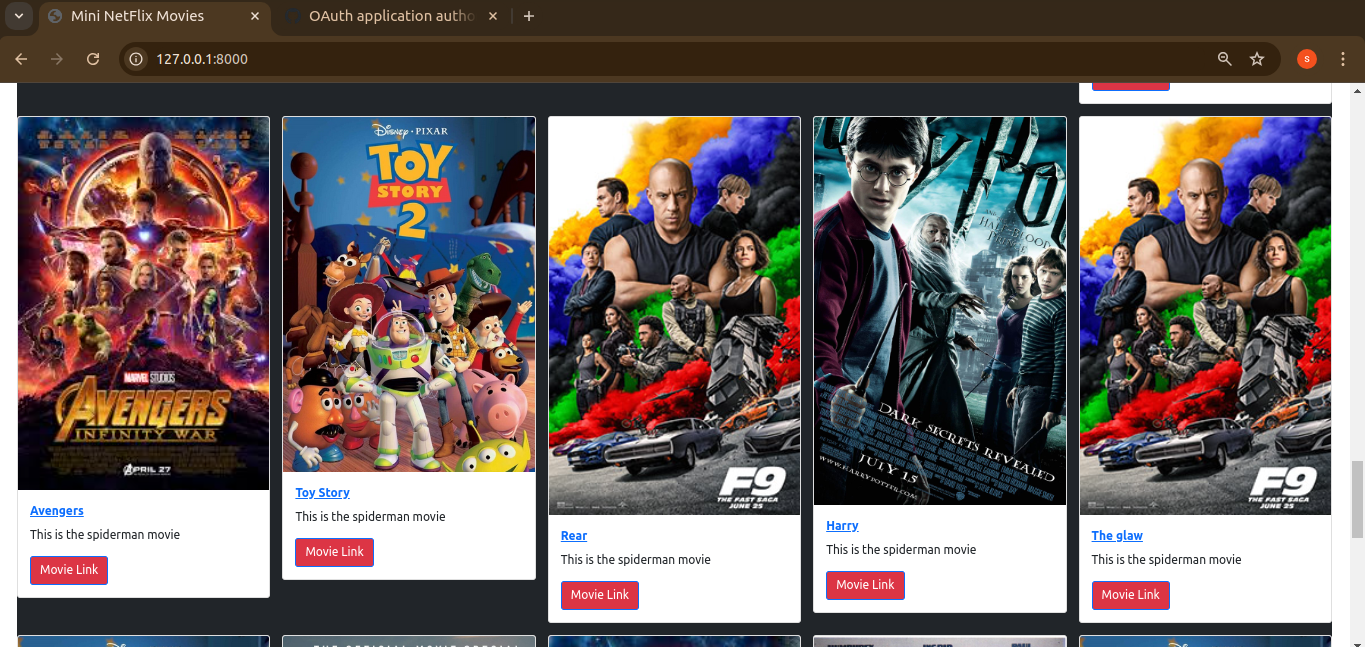 Mini NetFlix Movies
OAuth application autho
127.0.0.1:8000
S
AVENGERS
INFINITY WAR
MARVEL STUDIOS
APRIL 27
Avengers
This is the spiderman movie
Movie Link
DISNEY · PIXAR
TOY
STORY
2
Toy Story
This is the spiderman movie
Movie Link
F9
THE FAST SAGA
JUNE 25
Rear
This is the spiderman movie
Movie Link
AND THE
HALF-BLOOD
PRINCE
DARK SECRETS REVEALED
JULY 15
WWW.HARRYPOTTER.COM
Harry
This is the spiderman movie
Movie Link
F9
THE FAST SAGA
JUNE 25
The glaw
This is the spiderman movie
Movie Link